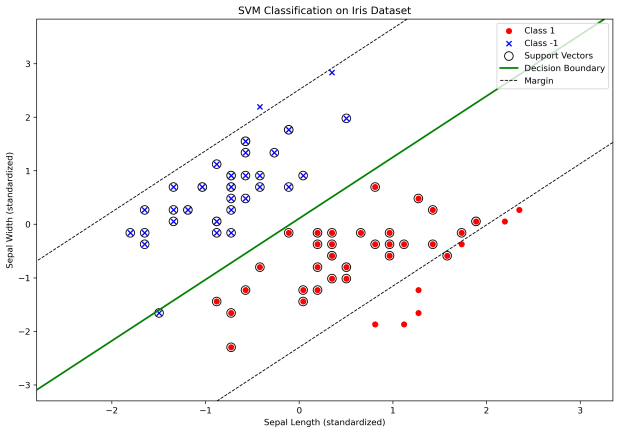 SVM Classification on Iris Dataset
Class 1
Class -1
Support Vectors
Decision Boundary
Margin
Sepal Width (standardized)
3
2
1
0
−1
−2
−3
−2
−1
0
1
2
3
Sepal Length (standardized)